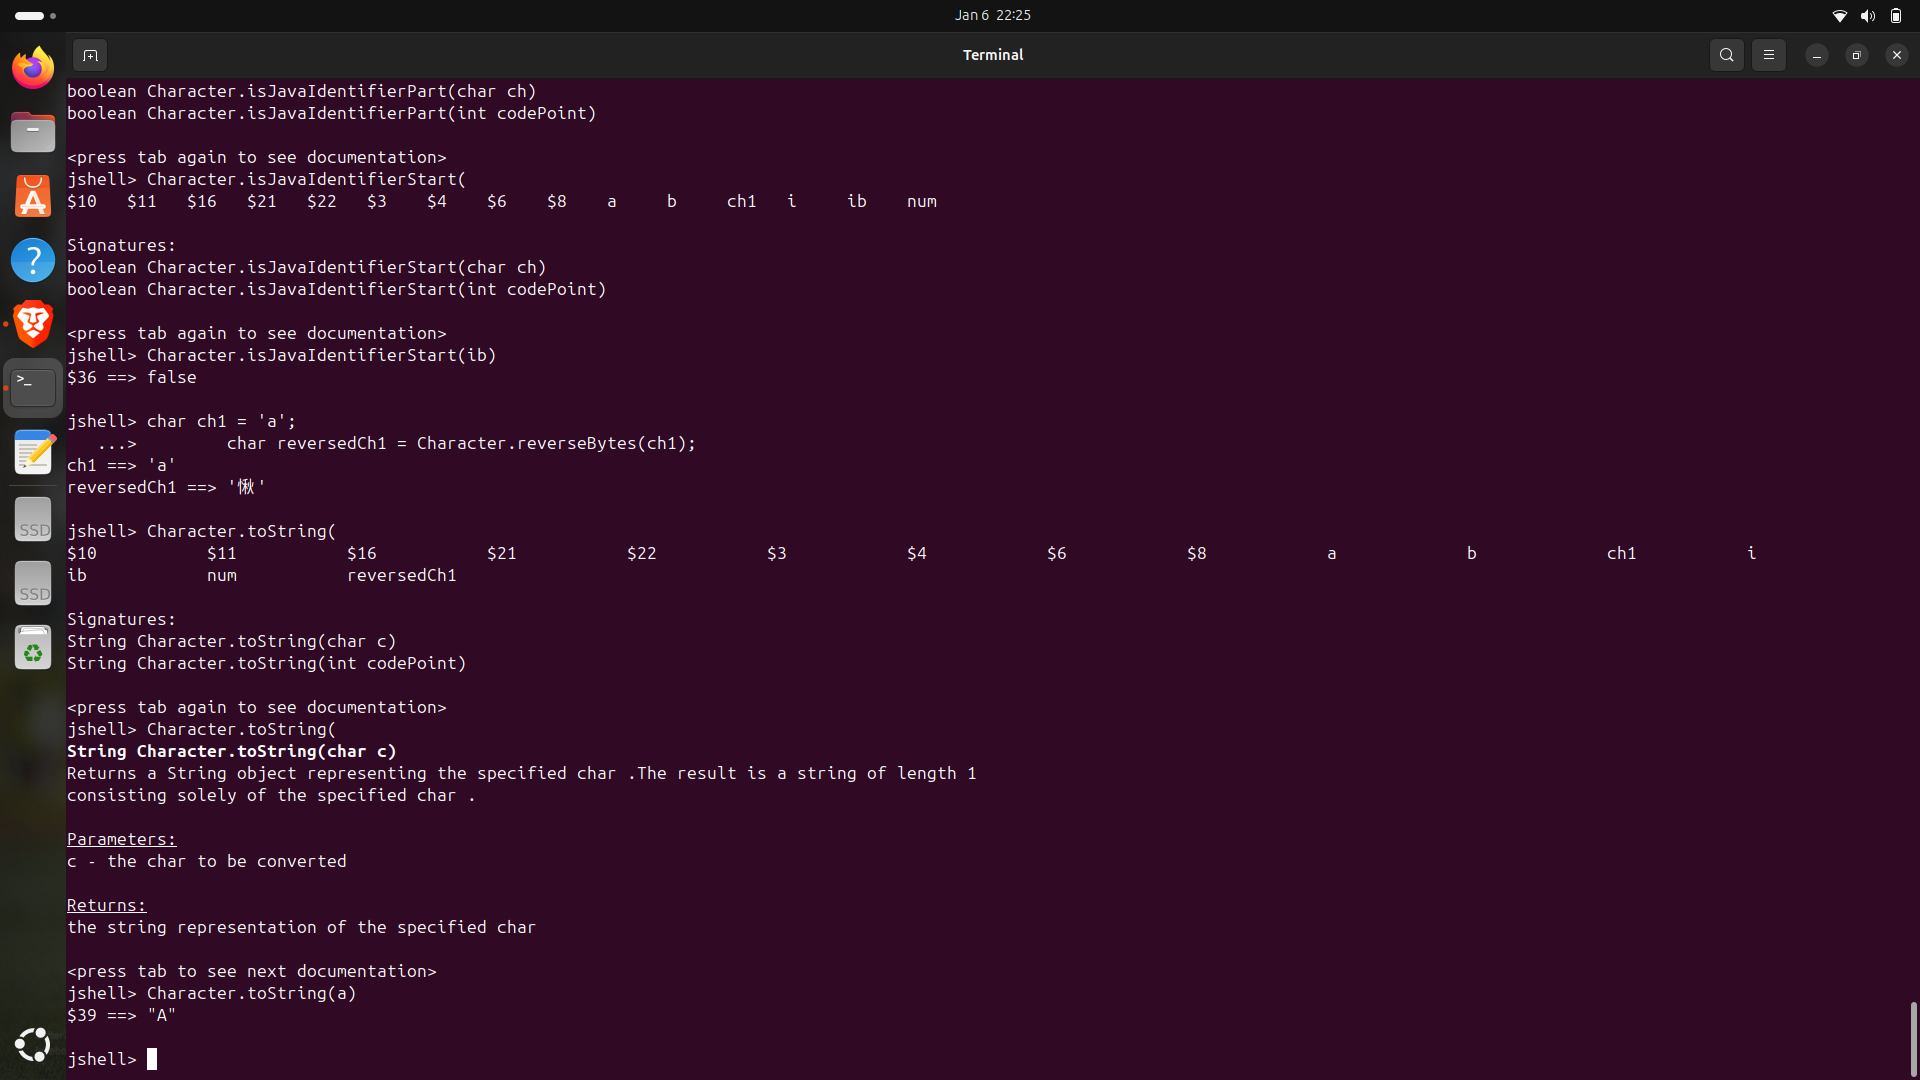 Jan 6  22:25
Terminal
boolean Character.isJavaIdentifierPart(char ch)
boolean Character.isJavaIdentifierPart(int codePoint)
<press tab again to see documentation>
jshell> Character.isJavaIdentifierStart(
$10   $11   $16   $21   $22   $3    $4    $6    $8    a     b     ch1   i     ib    num
Signatures:
boolean Character.isJavaIdentifierStart(char ch)
boolean Character.isJavaIdentifierStart(int codePoint)
<press tab again to see documentation>
jshell> Character.isJavaIdentifierStart(ib)
$36 ==> false
jshell> char ch1 = 'a';
   ...>         char reversedCh1 = Character.reverseBytes(ch1);
ch1 ==> 'a'
reversedCh1 ==> '愀'
jshell> Character.toString(
$10           $11           $16           $21           $22           $3            $4            $6            $8            a             b             ch1           i
ib            num           reversedCh1
Signatures:
String Character.toString(char c)
String Character.toString(int codePoint)
<press tab again to see documentation>
jshell> Character.toString(
String Character.toString(char c)
Returns a String object representing the specified char .The result is a string of length 1
consisting solely of the specified char .
Parameters:
c - the char to be converted
Returns:
the string representation of the specified char
<press tab to see next documentation>
jshell> Character.toString(a)
$39 ==> "A"
jshell>
SSD
SSD